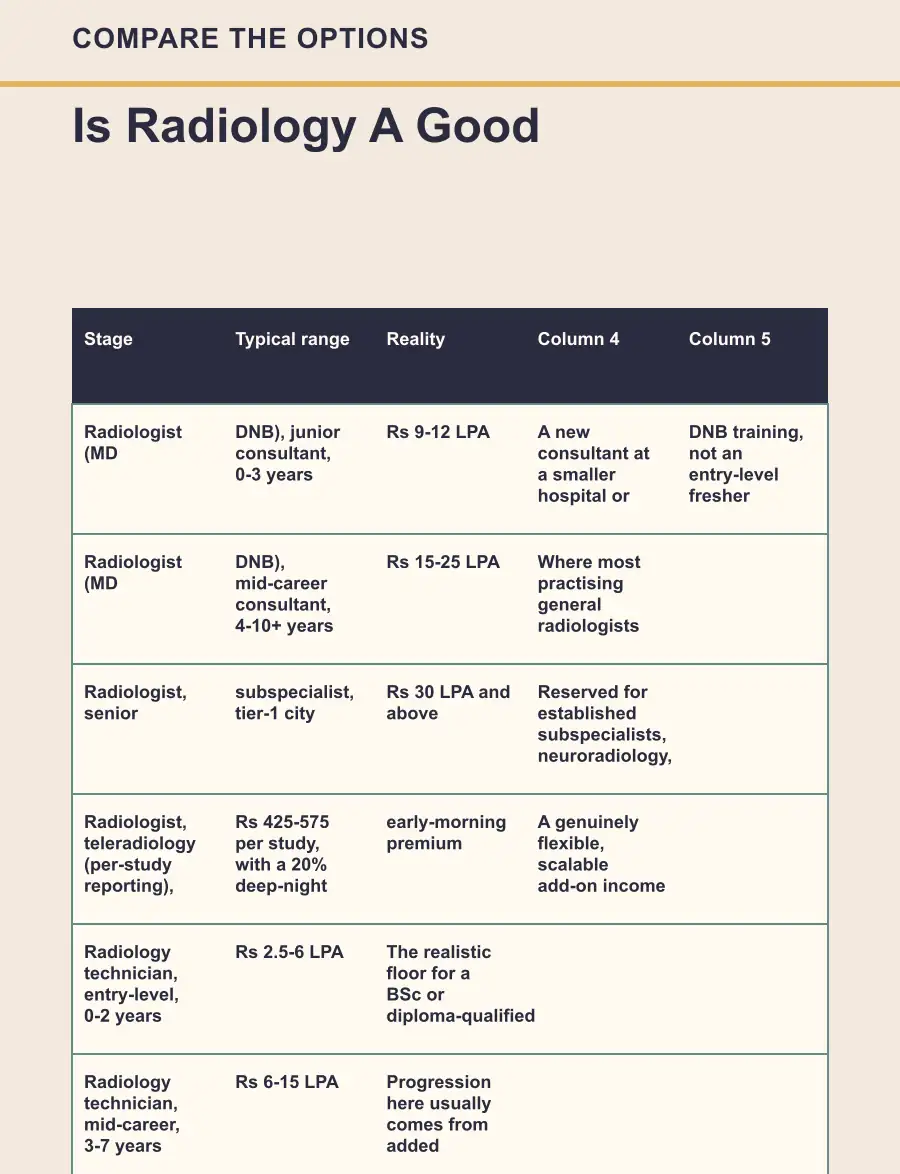 COMPARE THE OPTIONS
Is Radiology A Good
Stage
Typical range
Reality
Column 4
Column 5
Radiologist
(MD
DNB), junior
consultant,
0-3 years
Rs 9-12 LPA
A new
consultant at
a smaller
hospital or
DNB training,
not an
entry-level
fresher
Radiologist
(MD
DNB),
mid-career
consultant,
4-10+ years
Rs 15-25 LPA
Where most
practising
general
radiologists
Radiologist,
senior
subspecialist,
tier-1 city
Rs 30 LPA and
above
Reserved for
established
subspecialists,
neuroradiology,
Radiologist,
teleradiology
(per-study
reporting),
Rs 425-575
per study,
with a 20%
deep-night
early-morning
premium
A genuinely
flexible,
scalable
add-on income
Radiology
technician,
entry-level,
0-2 years
Rs 2.5-6 LPA
The realistic
floor for a
BSc or
diploma-qualified
Radiology
technician,
mid-career,
3-7 years
Rs 6-15 LPA
Progression
here usually
comes from
added